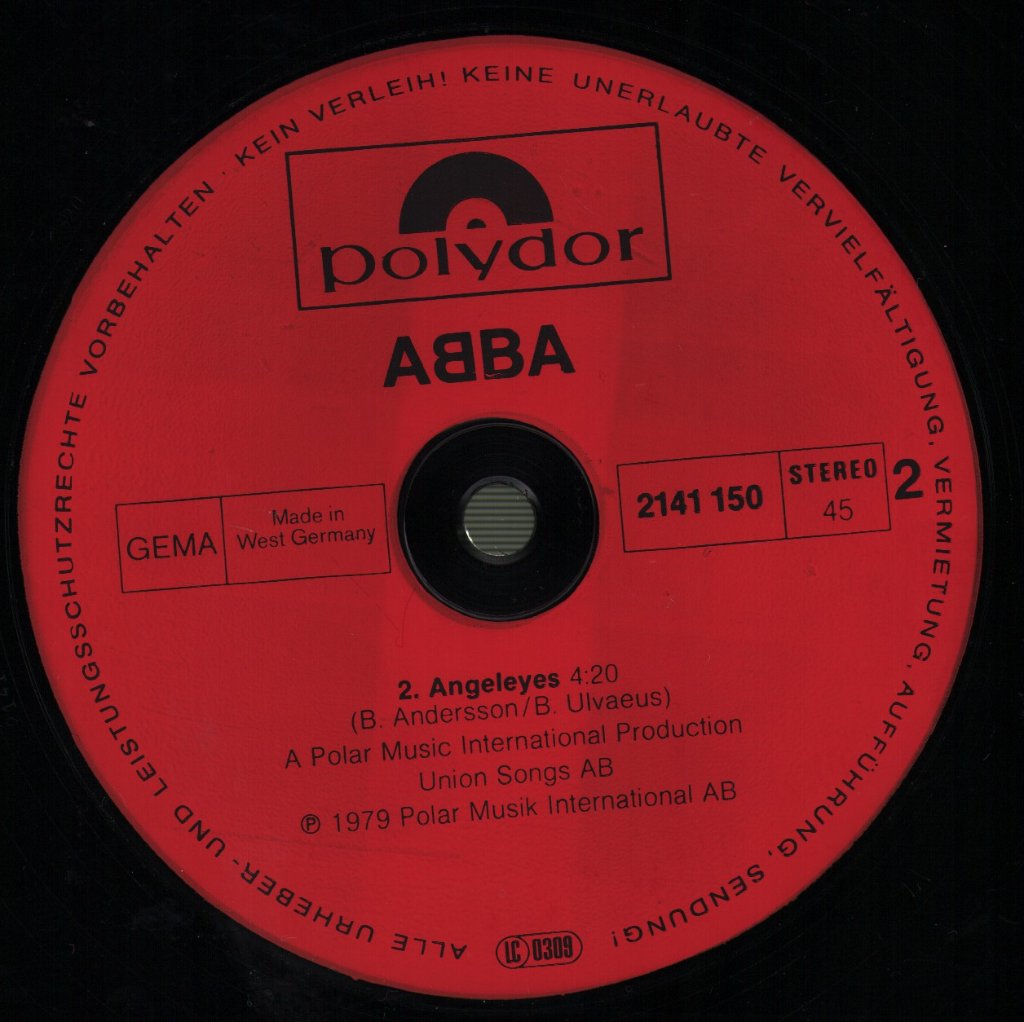 ALLE URHEBER- UND LEISTUNGSSCHUTZRECHTE VORBEHALTEN · KEIN VERLEIH! KEINE UNERLAUBTE VERVIELFÄLTIGUNG, VERMIETUNG, AUFFÜHRUNG, SENDUNG!
polydor
ABBA
GEMA
Made in
West Germany
2141 150
STEREO
45
2
2. Angeleyes 4:20
(B. Andersson/B. Ulvaeus)
A Polar Music International Production
Union Songs AB
℗ 1979 Polar Musik International AB
LC 0309